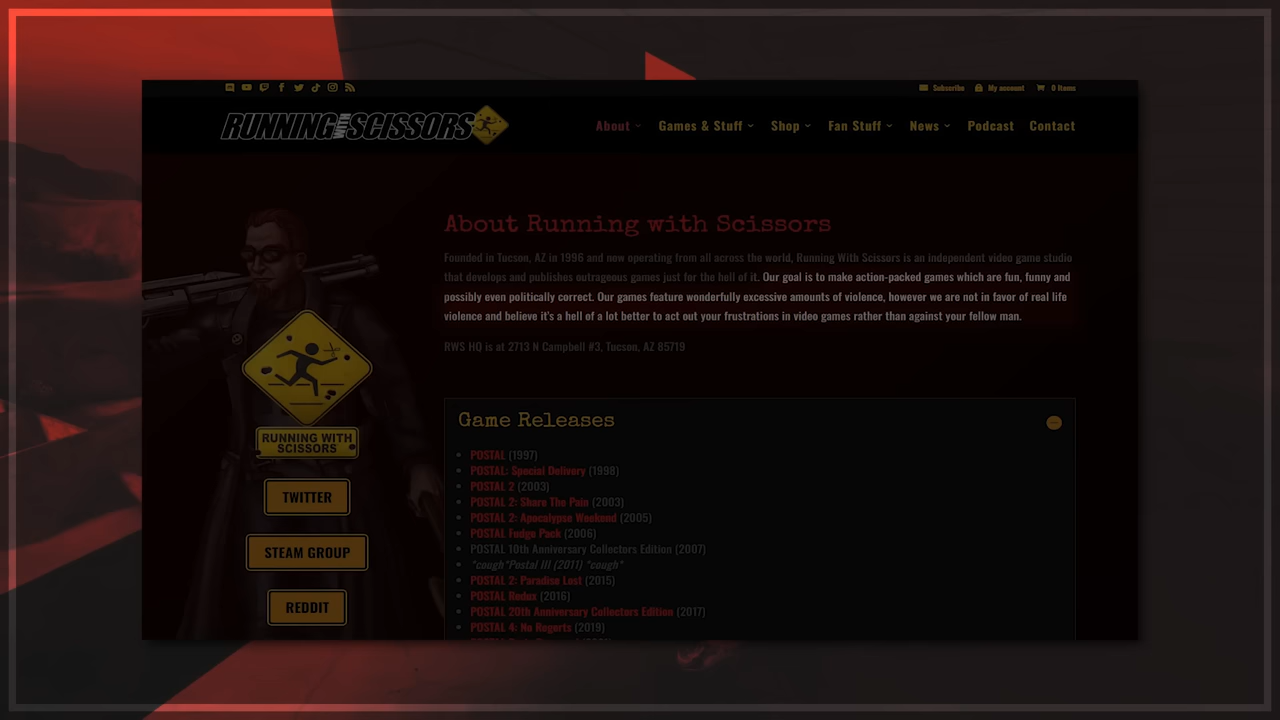 Subscribe My account 0 Items
RUNNING WITH SCISSORS
About Games & Stuff Shop Fan Stuff News Podcast Contact
About Running with Scissors
Founded in Tucson, AZ in 1996 and now operating from all across the world, Running With Scissors is an independent video game studio
that develops and publishes outrageous games just for the hell of it. Our goal is to make action-packed games which are fun, funny and
possibly even politically correct. Our games feature wonderfully excessive amounts of violence, however we are not in favor of real life
violence and believe it's a hell of a lot better to act out your frustrations in video games rather than against your fellow man.
RWS HQ is at 2713 N Campbell #3, Tucson, AZ 85719
RUNNING WITH
SCISSORS
TWITTER
STEAM GROUP
REDDIT
Game Releases
POSTAL (1997)
POSTAL: Special Delivery (1998)
POSTAL 2 (2003)
POSTAL 2: Share The Pain (2003)
POSTAL 2: Apocalypse Weekend (2005)
POSTAL Fudge Pack (2006)
POSTAL 10th Anniversary Collectors Edition (2007)
*cough*Postal III (2011) *cough*
POSTAL 2: Paradise Lost (2015)
POSTAL Redux (2016)
POSTAL 20th Anniversary Collectors Edition (2017)
POSTAL 4: No Regerts (2019)